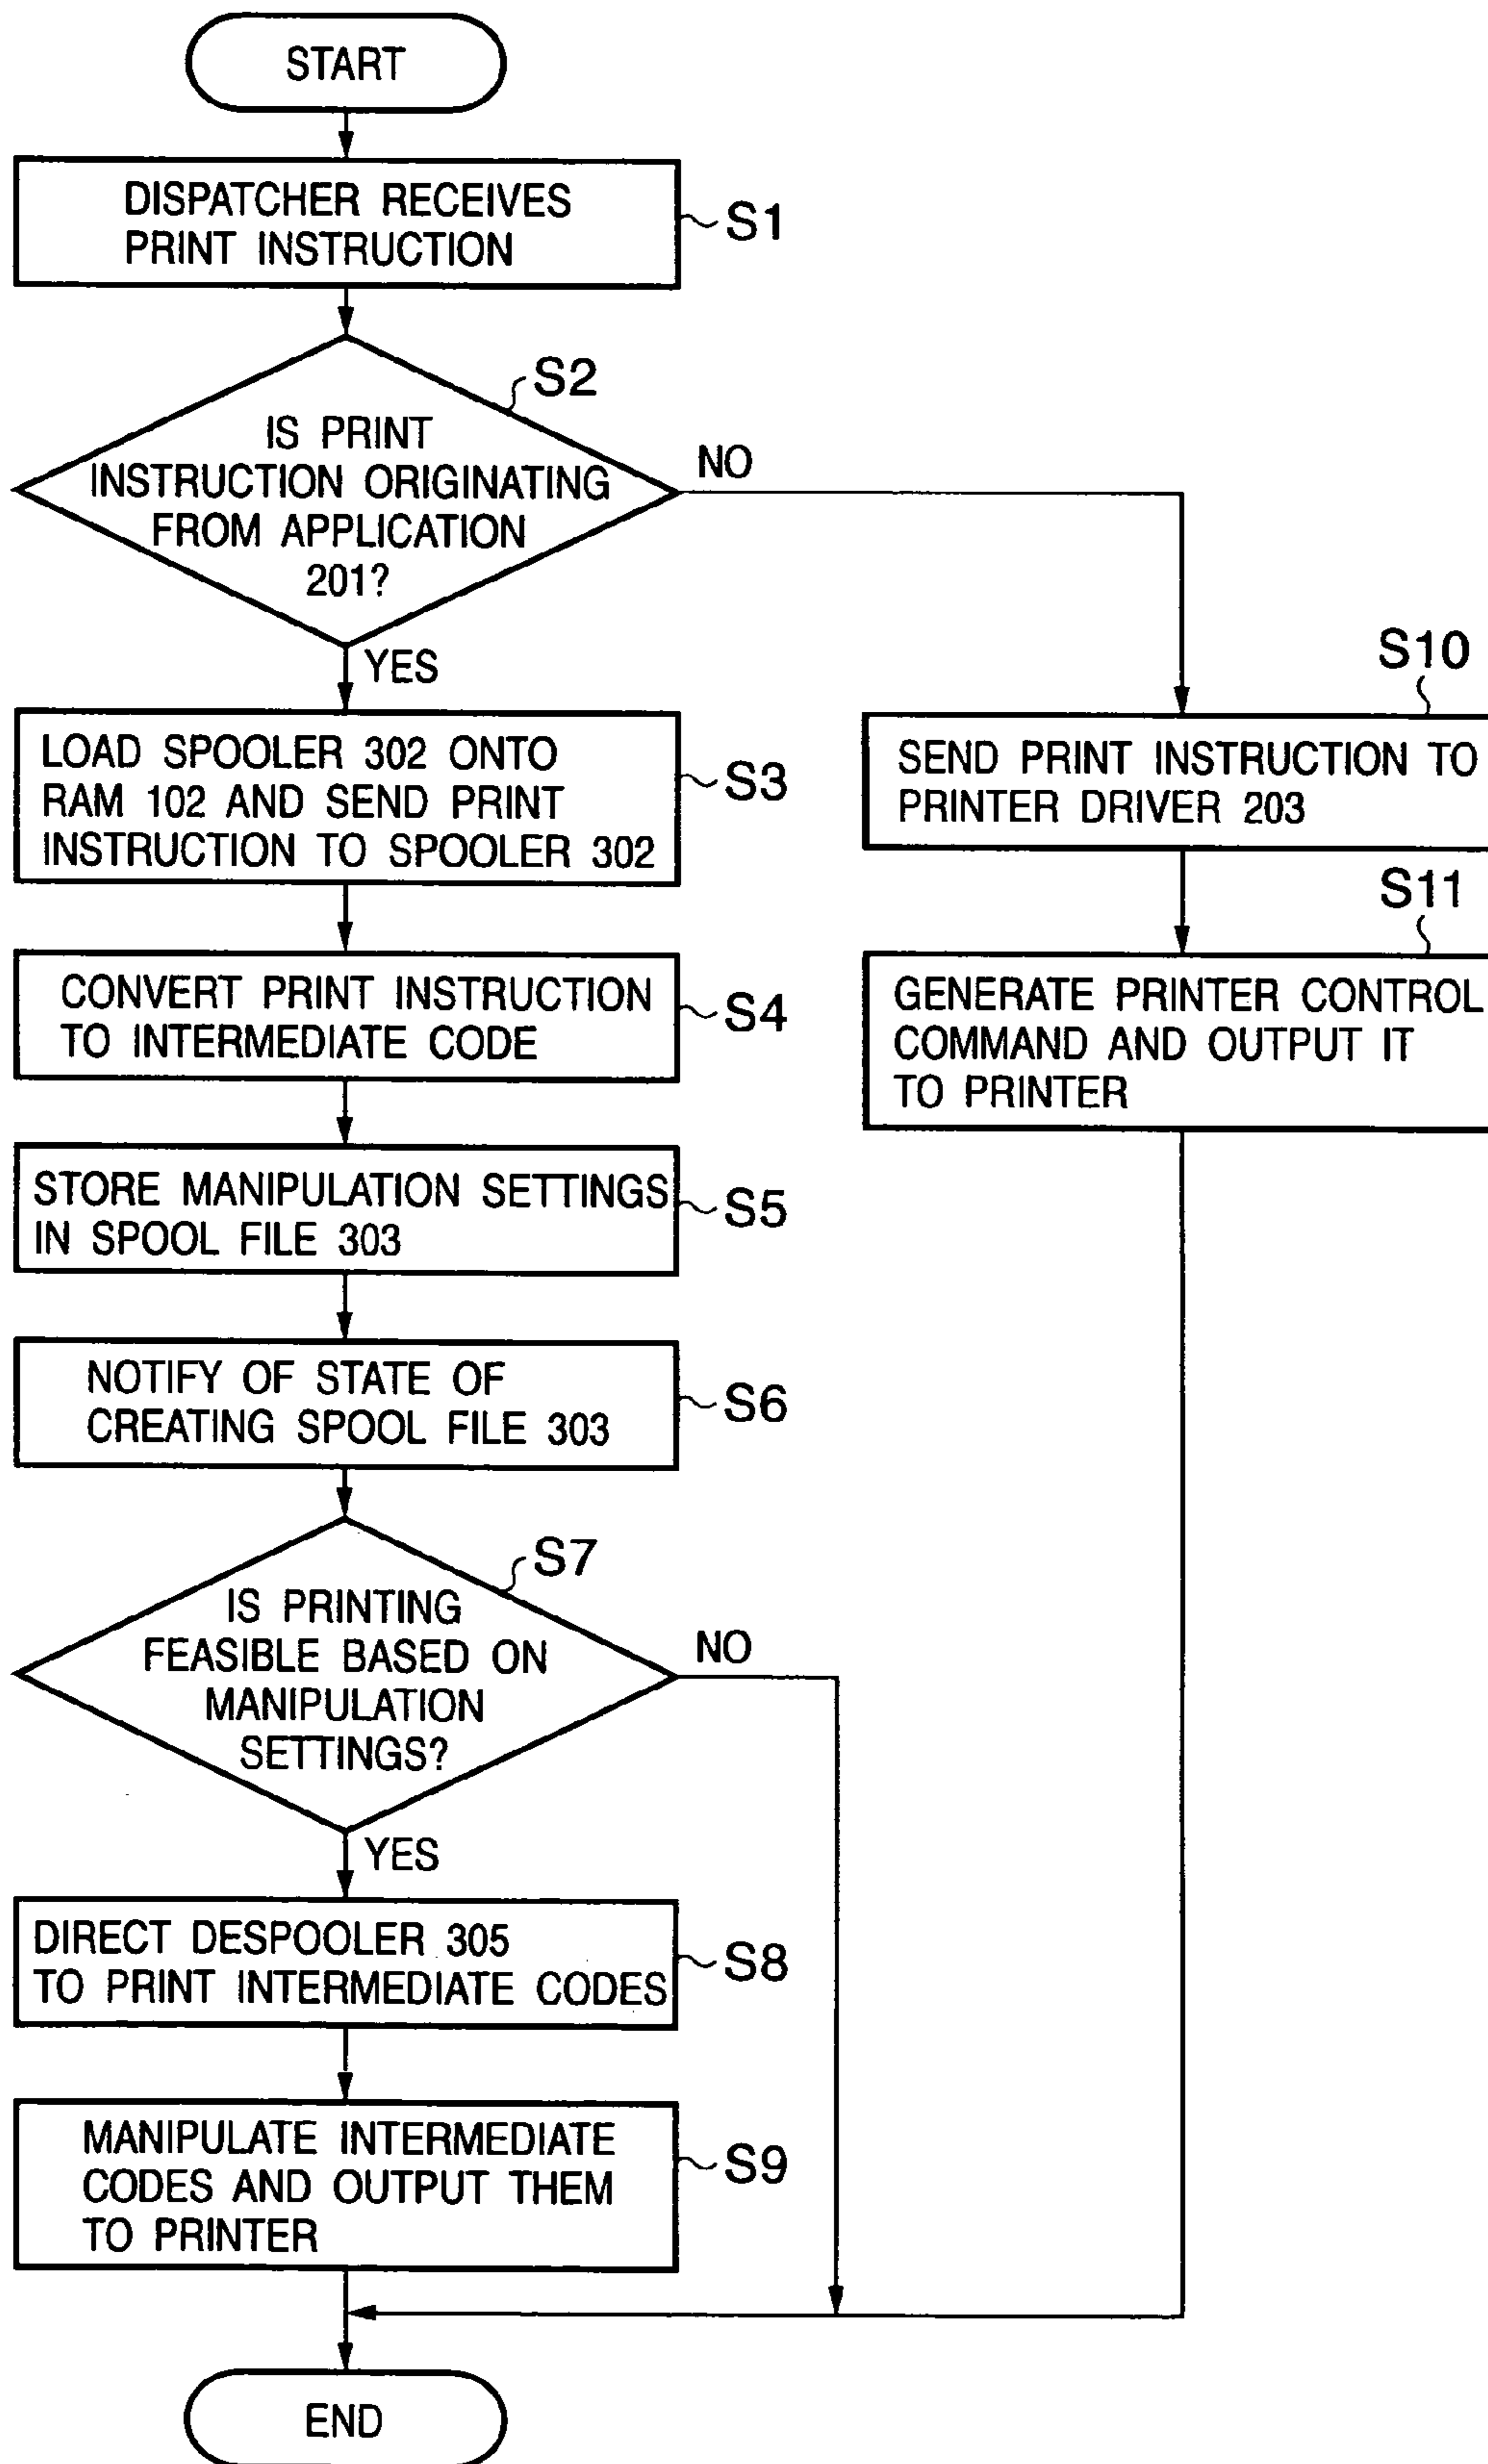 START
DISPATCHER RECEIVES
PRINT INSTRUCTION
S1
S2
IS PRINT
INSTRUCTION ORIGINATING
FROM APPLICATION
201?
NO
YES
LOAD SPOOLER 302 ONTO
RAM 102 AND SEND PRINT
INSTRUCTION TO SPOOLER 302
S3
S10
SEND PRINT INSTRUCTION TO
PRINTER DRIVER 203
CONVERT PRINT INSTRUCTION
TO INTERMEDIATE CODE
S4
S11
GENERATE PRINTER CONTROL
COMMAND AND OUTPUT IT
TO PRINTER
STORE MANIPULATION SETTINGS
IN SPOOL FILE 303
S5
NOTIFY OF STATE OF
CREATING SPOOL FILE 303
S6
S7
IS PRINTING
FEASIBLE BASED ON
MANIPULATION
SETTINGS?
NO
YES
DIRECT DESPOOLER 305
TO PRINT INTERMEDIATE CODES
S8
MANIPULATE INTERMEDIATE
CODES AND OUTPUT THEM
TO PRINTER
S9
END